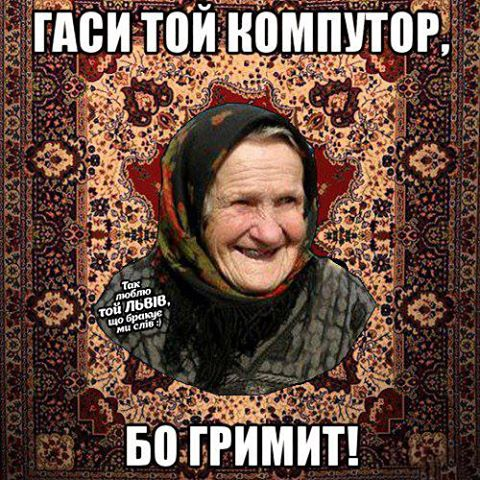 ГАСИ ТОЙ КОМПУТОР,
Так
люблю
той ЛЬВІВ,
що бракує
ми слів :)
БО ГРИМИТ!